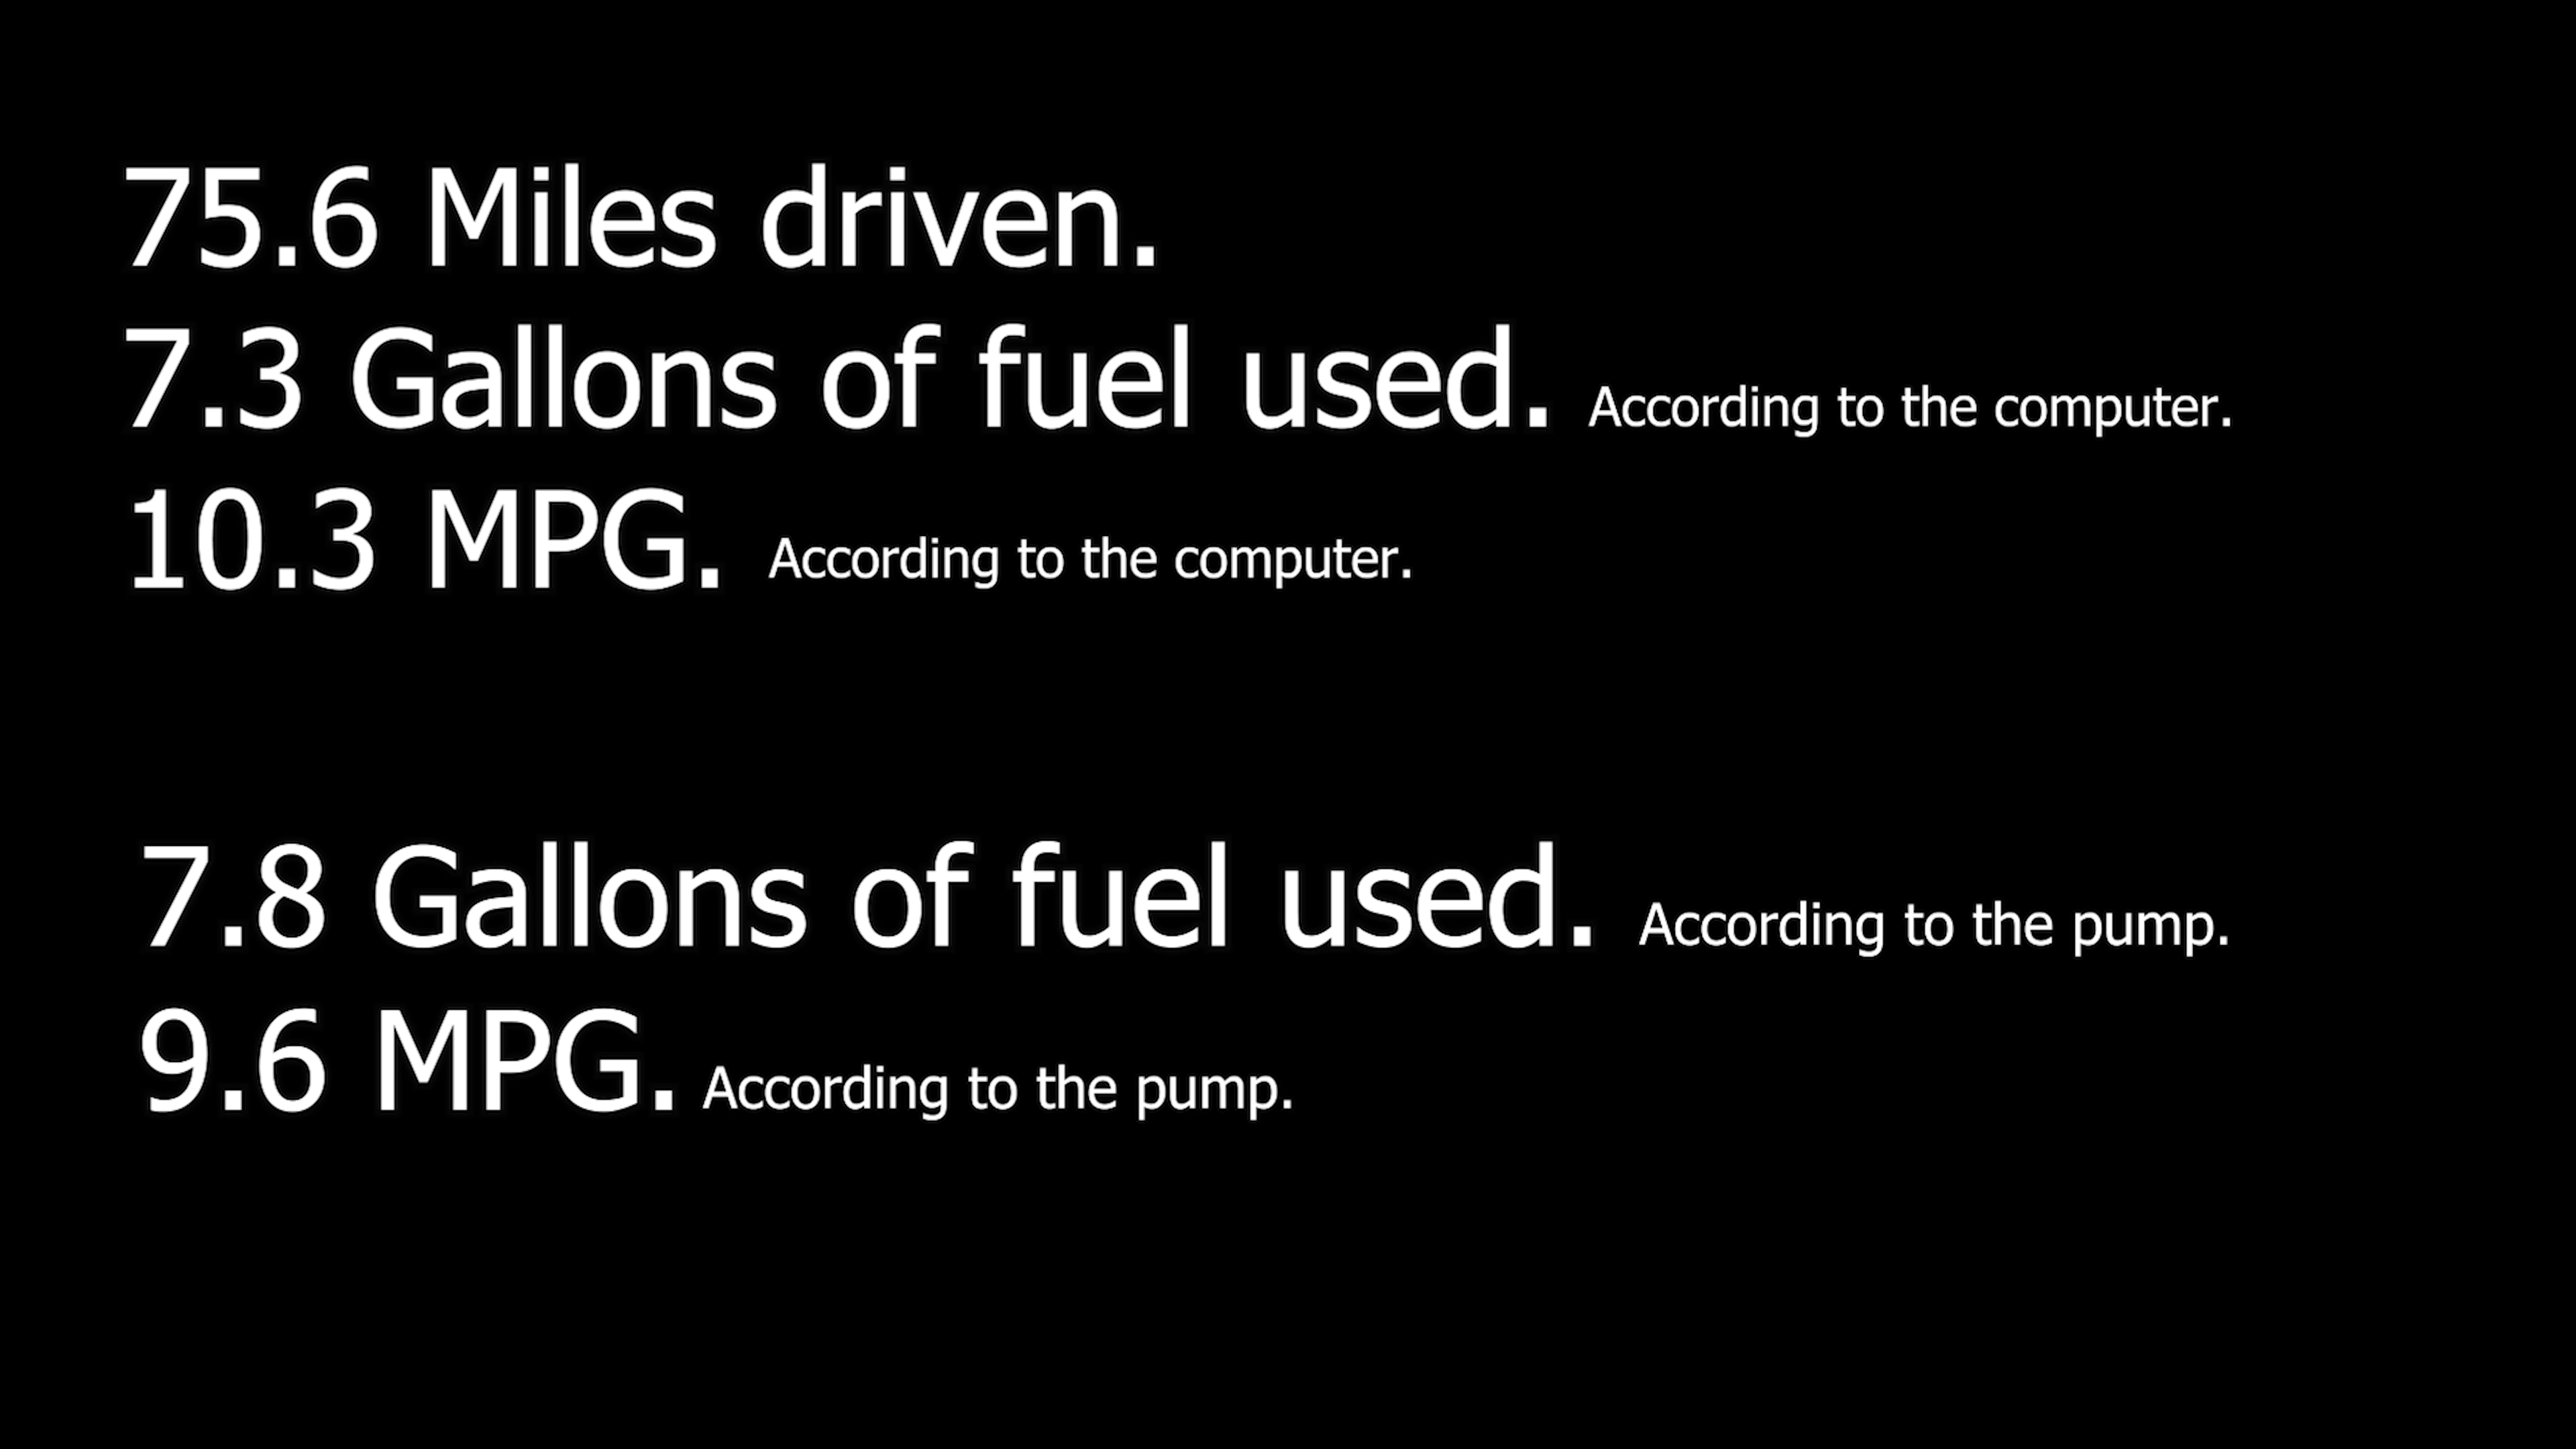 75.6 Miles driven.
7.3 Gallons of fuel used. According to the computer.
10.3 MPG. According to the computer.
7.8 Gallons of fuel used. According to the pump.
9.6 MPG. According to the pump.